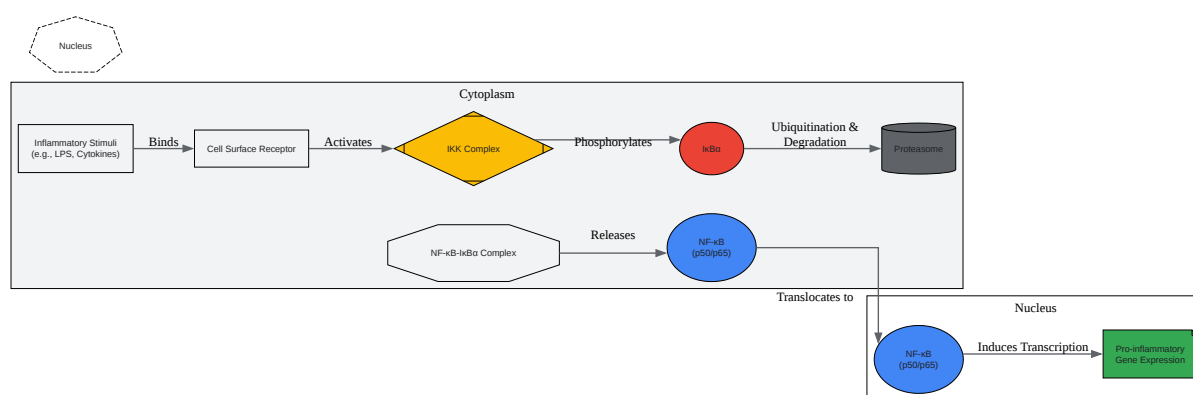 Nucleus
Cytoplasm
Inflammatory Stimuli
(e.g., LPS, Cytokines)
Binds
Cell Surface Receptor
Activates
IKK Complex
Phosphorylates
IκBα
Ubiquitination &
Degradation
Proteasome
NF-κB-IκBα Complex
Releases
NF-κB
(p50/p65)
Translocates to
Nucleus
NF-κB
(p50/p65)
Induces Transcription
Pro-inflammatory
Gene Expression